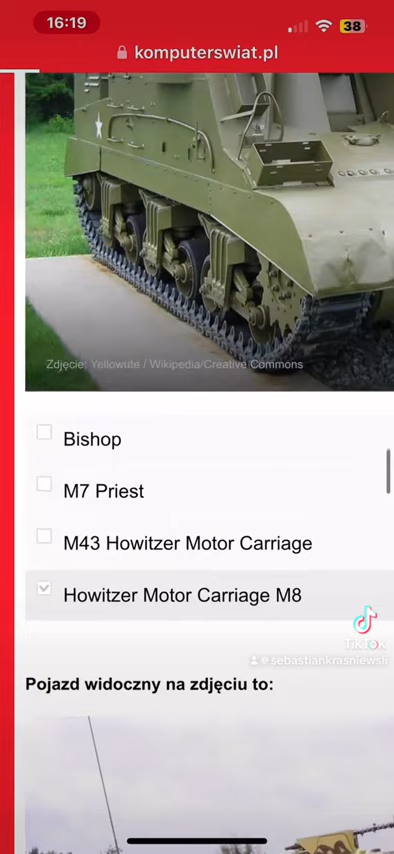 16:19
38
komputerswiat.pl
Zdjęcie: Yellowute / Wikipedia/Creative Commons
Bishop
M7 Priest
M43 Howitzer Motor Carriage
Howitzer Motor Carriage M8
TikTok
@sebastiankrasniewsli
Pojazd widoczny na zdjęciu to: